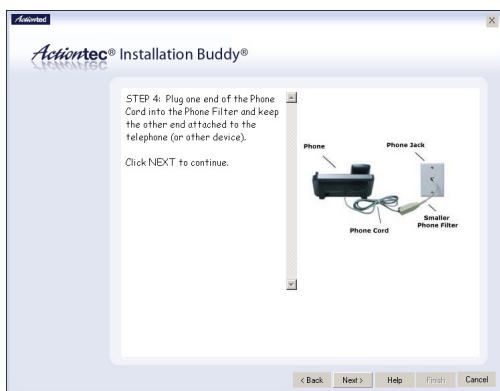 Actiontec
Actiontec® Installation Buddy®
STEP 4: Plug one end of the Phone
Cord into the Phone Filter and keep
the other end attached to the
telephone (or other device).
Click NEXT to continue.
Phone
Phone Jack
Phone Cord
Smaller
Phone Filter
< Back
Next >
Help
Finish
Cancel